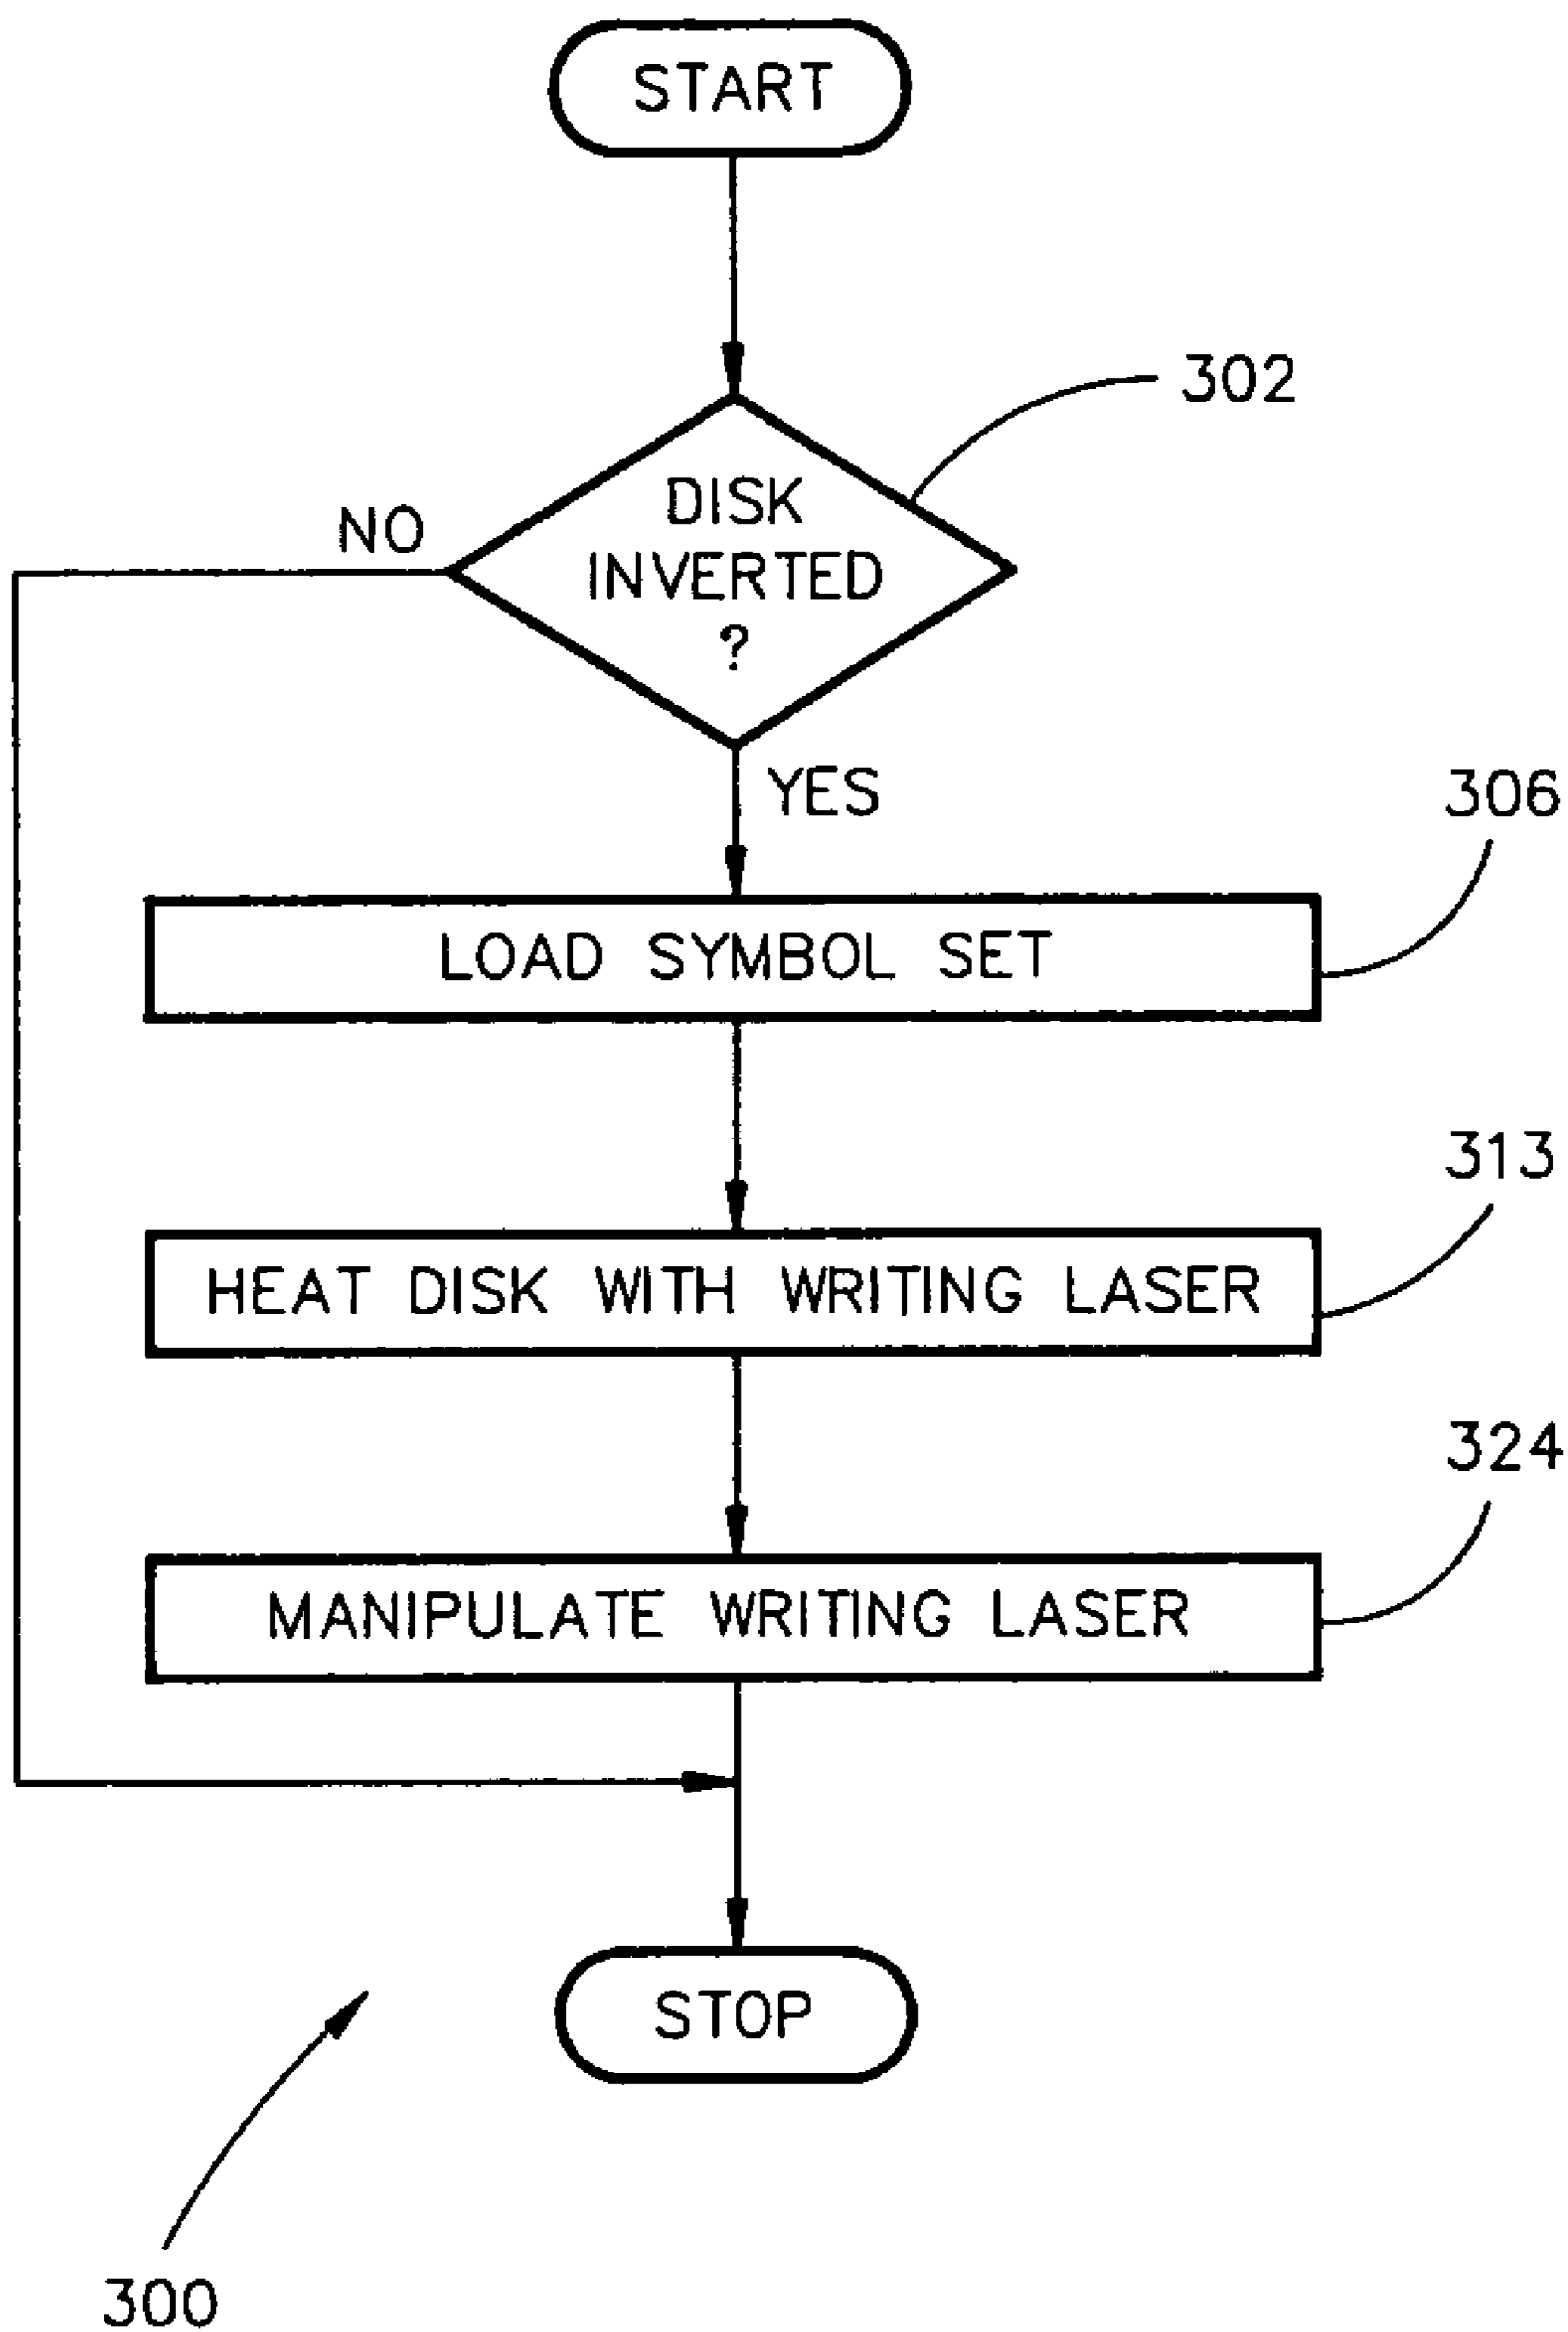 START
302
DISK
INVERTED
?
NO
YES
306
LOAD SYMBOL SET
313
HEAT DISK WITH WRITING LASER
324
MANIPULATE WRITING LASER
STOP
300